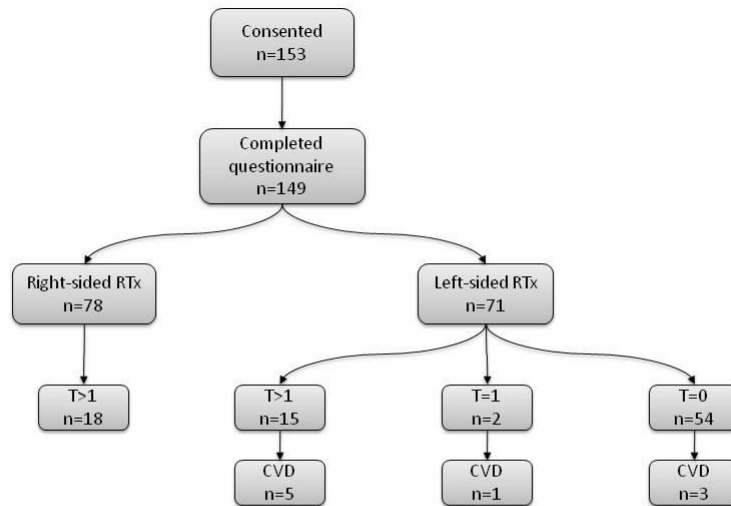 Consented
n=153
Completed
questionnaire
n=149
Right-sided RTx
n=78
Left-sided RTx
n=71
T>1
n=18
T>1
n=15
T=1
n=2
T=0
n=54
CVD
n=5
CVD
n=1
CVD
n=3